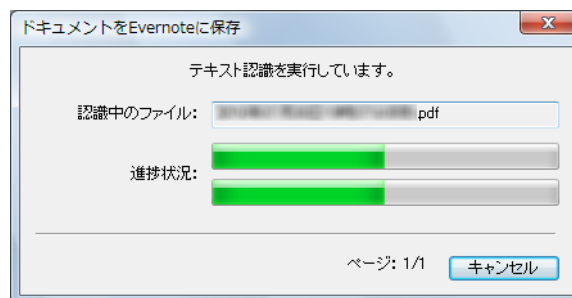 ドキュメントをEvernoteに保存
テキスト認識を実行しています。
認識中のファイル: .pdf
進捗状況:
ページ: 1/1 キャンセル